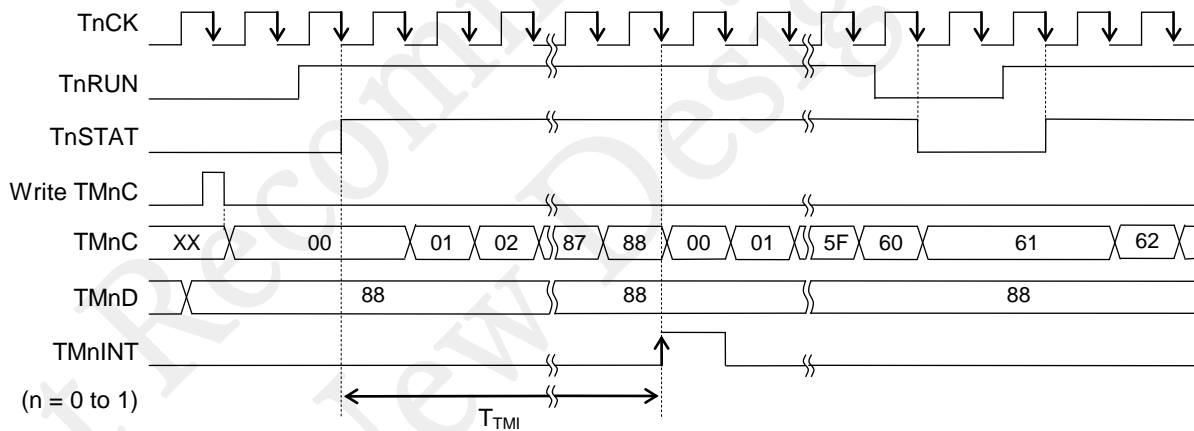 TnCK
TnRUN
TnSTAT
Write TMnC
TMnC XX 00 01 02 87 88 00 01 5F 60 61 62
TMnD 88 88 88
TMnINT
(n = 0 to 1)
TTMI